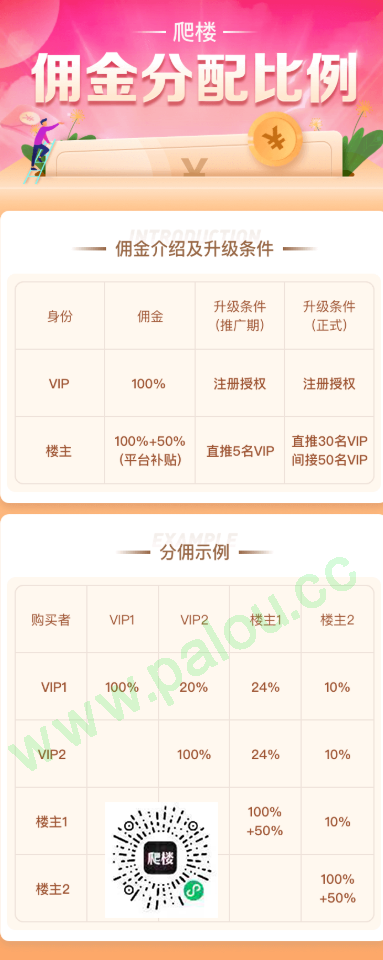 爬楼
佣金分配比例
INTRODUCTION
佣金介绍及升级条件
身份 佣金 升级条件（推广期） 升级条件（正式）
VIP 100% 注册授权 注册授权
楼主 100%+50%（平台补贴） 直推5名VIP 直推30名VIP 间接50名VIP
EXAMPLE
分佣示例
购买者 VIP1 VIP2 楼主1 楼主2
VIP1 100% 20% 24% 10%
VIP2 100% 24% 10%
楼主1 100%+50% 10%
楼主2 100%+50%
爬楼
www.palou.cc